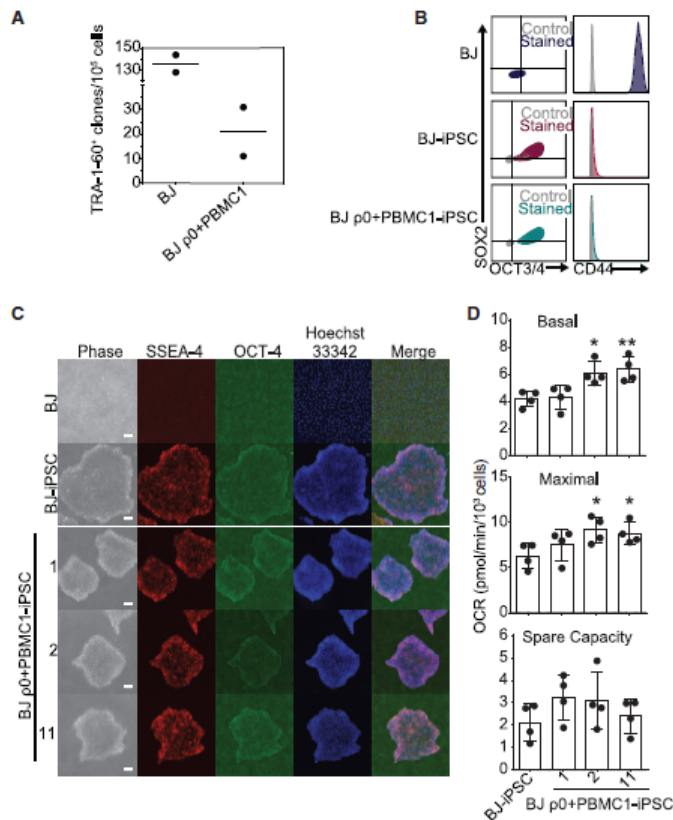 A
TRA-1-60⁺ clones/10⁵ cells
150
130
30
20
10
0
BJ
BJ ρ0+PBMC1
B
BJ
Control
Stained
BJ-iPSC
Control
Stained
BJ ρ0+PBMC1-iPSC
Control
Stained
SOX2
OCT3/4
CD44
C
Phase
SSEA-4
OCT-4
Hoechst
33342
Merge
BJ
BJ-iPSC
BJ ρ0+PBMC1-iPSC
1
2
11
D
OCR (pmol/min/10³ cells)
Basal
* **
8
6
4
2
0
Maximal
* *
15
10
5
0
Spare Capacity
7
6
5
4
3
2
1
0
BJ-iPSC
1
2
11
BJ ρ0+PBMC1-iPSC